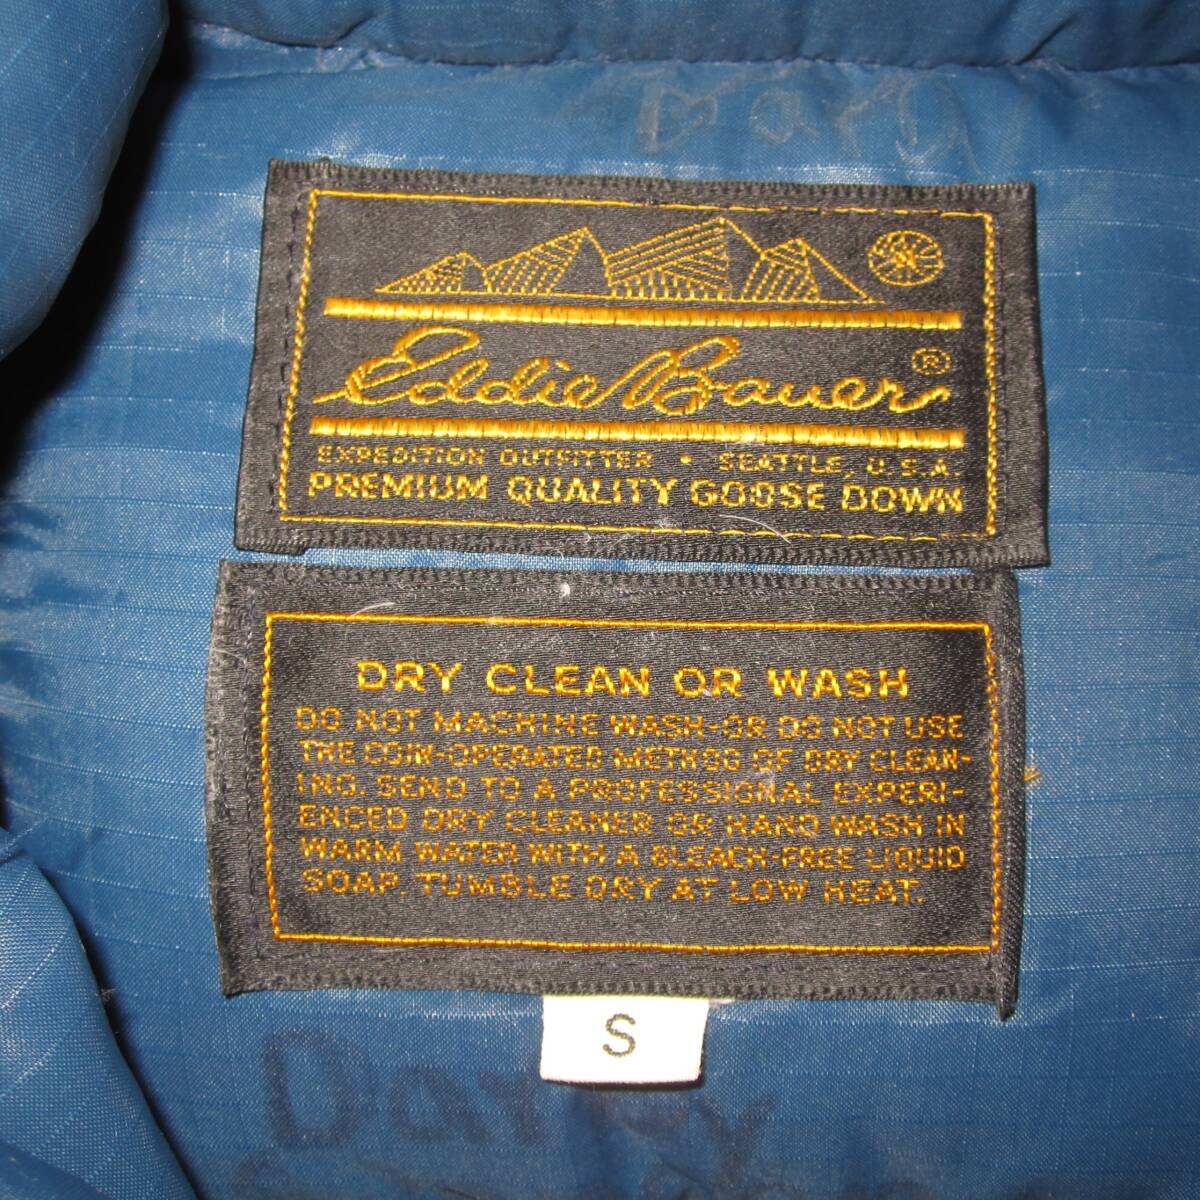 Eddie Bauer ®
EXPEDITION OUTFITTER • SEATTLE, U.S.A.
PREMIUM QUALITY GOOSE DOWN
DRY CLEAN OR WASH
DO NOT MACHINE WASH-OR DO NOT USE
THE COIN-OPERATED METHOD OF DRY CLEAN-
ING. SEND TO A PROFESSIONAL EXPERI-
ENCED DRY CLEANER OR HAND WASH IN
WARM WATER WITH A BLEACH-FREE LIQUID
SOAP. TUMBLE DRY AT LOW HEAT.
S